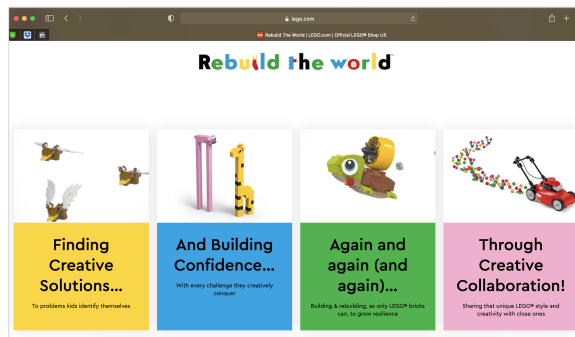 lego.com
Rebuild The World | LEGO.com | Official LEGO® Shop US
Rebuild the world™
Finding
Creative
Solutions...
To problems kids identify themselves
And Building
Confidence...
With every challenge they creatively
conquer
Again and
again (and
again)...
Building & rebuilding, as only LEGO® bricks
can, to grow resilience
Through
Creative
Collaboration!
Sharing that unique LEGO® style and
creativity with close ones